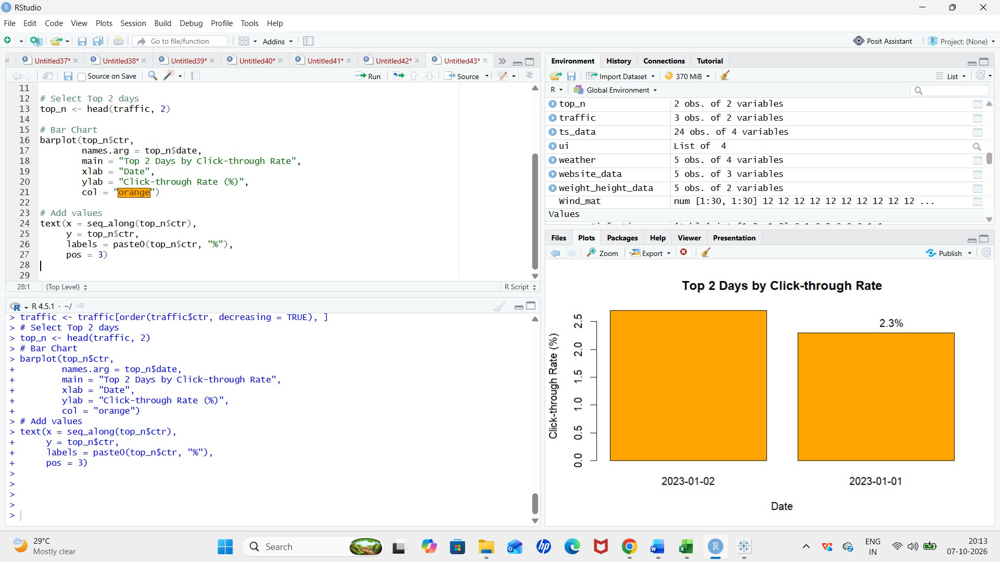 RStudio
File Edit Code View Plots Session Build Debug Profile Tools Help
Go to file/function Addins Posit Assistant Project: (None)
Untitled37* Untitled38* Untitled39* Untitled40* Untitled41* Untitled42* Untitled43*
Source on Save Run Source
11
12 # Select Top 2 days
13 top_n <- head(traffic, 2)
14
15 # Bar Chart
16 barplot(top_n$ctr,
17 names.arg = top_n$date,
18 main = "Top 2 Days by Click-through Rate",
19 xlab = "Date",
20 ylab = "Click-through Rate (%)",
21 col = "orange")
22
23 # Add values
24 text(x = seq_along(top_n$ctr),
25 y = top_n$ctr,
26 labels = paste0(top_n$ctr, "%"),
27 pos = 3)
28
29
28:1 (Top Level) R Script
R 4.5.1 · ~/
> traffic <- traffic[order(traffic$ctr, decreasing = TRUE), ]
> # Select Top 2 days
> top_n <- head(traffic, 2)
> # Bar Chart
> barplot(top_n$ctr,
+ names.arg = top_n$date,
+ main = "Top 2 Days by Click-through Rate",
+ xlab = "Date",
+ ylab = "Click-through Rate (%)",
+ col = "orange")
> # Add values
> text(x = seq_along(top_n$ctr),
+ y = top_n$ctr,
+ labels = paste0(top_n$ctr, "%"),
+ pos = 3)
>
>
>
>
>
Environment History Connections Tutorial
Import Dataset 370 MiB List
R Global Environment
top_n 2 obs. of 2 variables
traffic 3 obs. of 2 variables
ts_data 24 obs. of 4 variables
ui List of 4
weather 5 obs. of 4 variables
website_data 5 obs. of 3 variables
weight_height_data 5 obs. of 2 variables
Wind_mat num [1:30, 1:30] 12 12 12 12 12 12 12 12 12 12 ...
Values
Files Plots Packages Help Viewer Presentation
Zoom Export Publish
Top 2 Days by Click-through Rate
Click-through Rate (%)
2.5
2.0
1.5
1.0
0.5
0.0
2.3%
2023-01-02 2023-01-01
Date
29°C
Mostly clear
Search
ENG
IN
20:13
07-10-2026